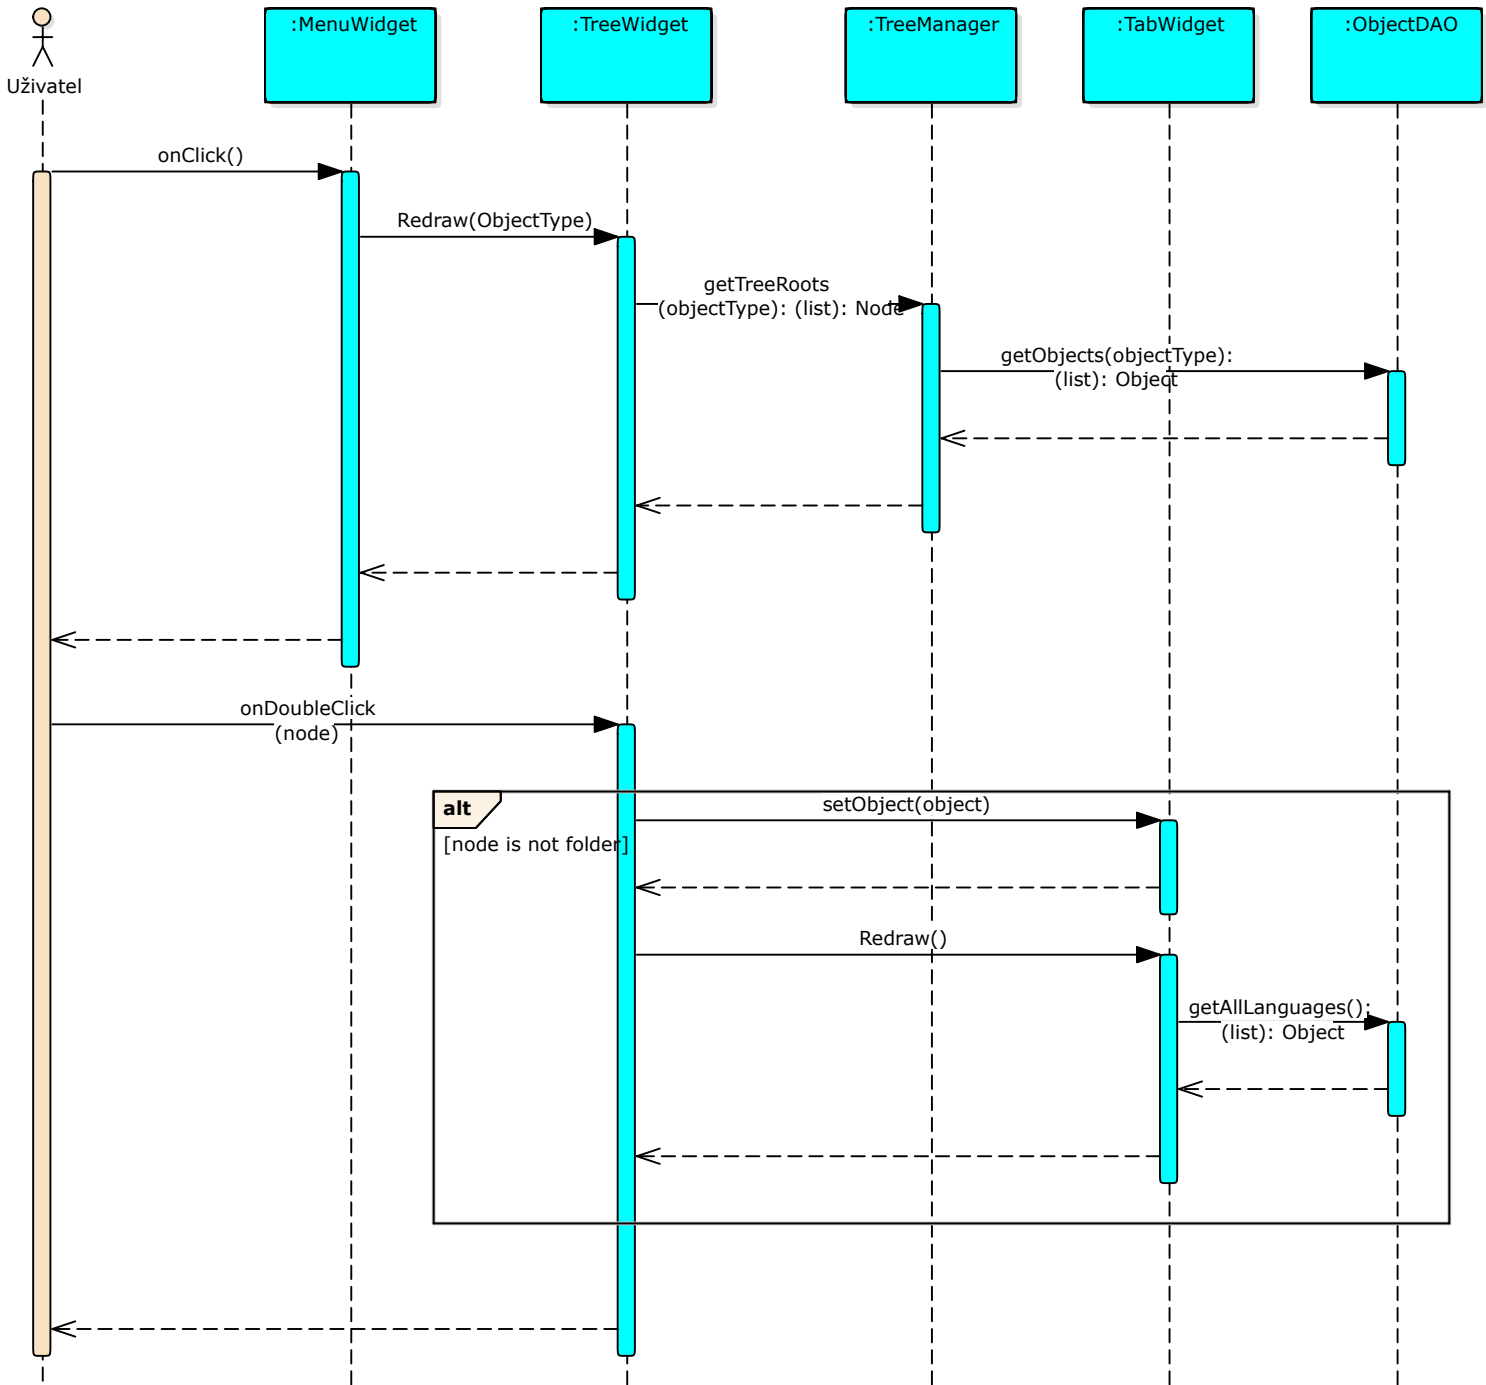 :MenuWidget
:TreeWidget
:TreeManager
:TabWidget
:ObjectDAO
Uživatel
onClick()
Redraw(ObjectType)
getTreeRoots
(objectType): (list): Node
getObjects(objectType):
(list): Object
onDoubleClick
(node)
alt
setObject(object)
[node is not folder]
Redraw()
getAllLanguages():
(list): Object